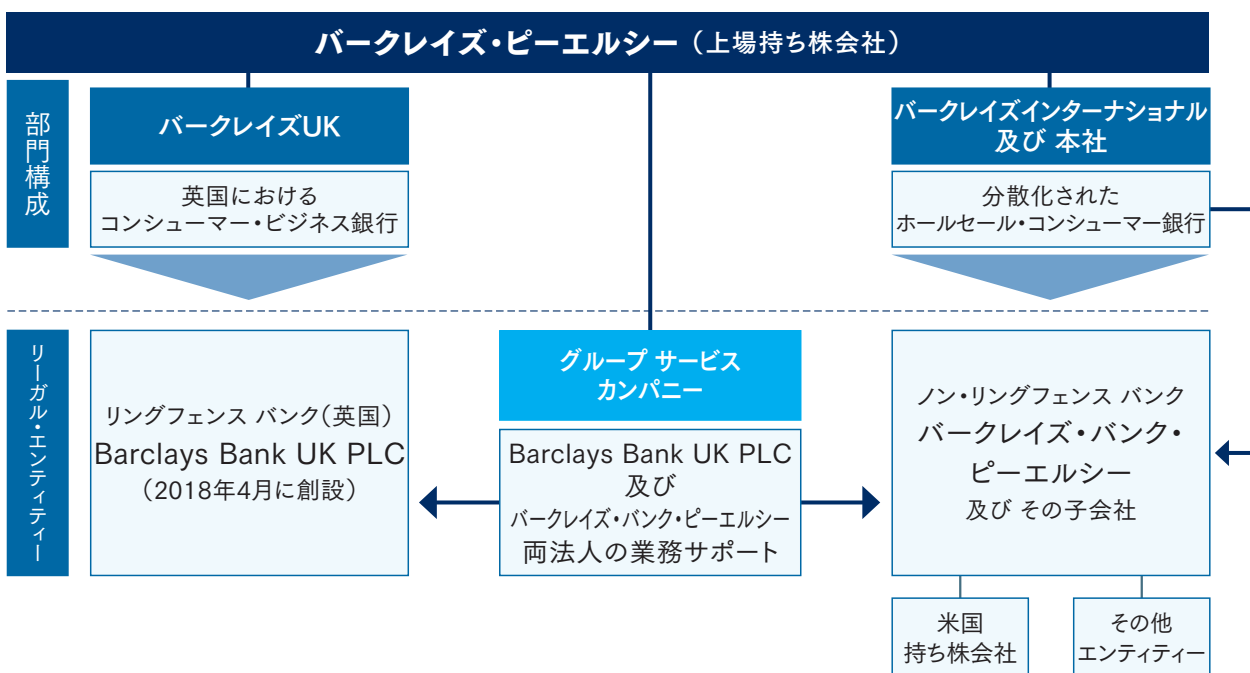 バークレイズ・ピーエルシー（上場持ち株会社）
部門構成
バークレイズUK
英国における
コンシューマー・ビジネス銀行
バークレイズインターナショナル
及び 本社
分散化された
ホールセール・コンシューマー銀行
リーガル・エンティティー
リングフェンス バンク（英国）
Barclays Bank UK PLC
（2018年4月に創設）
グループ サービス
カンパニー
Barclays Bank UK PLC
及び
バークレイズ・バンク・ピーエルシー
両法人の業務サポート
ノン・リングフェンス バンク
バークレイズ・バンク・
ピーエルシー
及び その子会社
米国
持ち株会社
その他
エンティティー